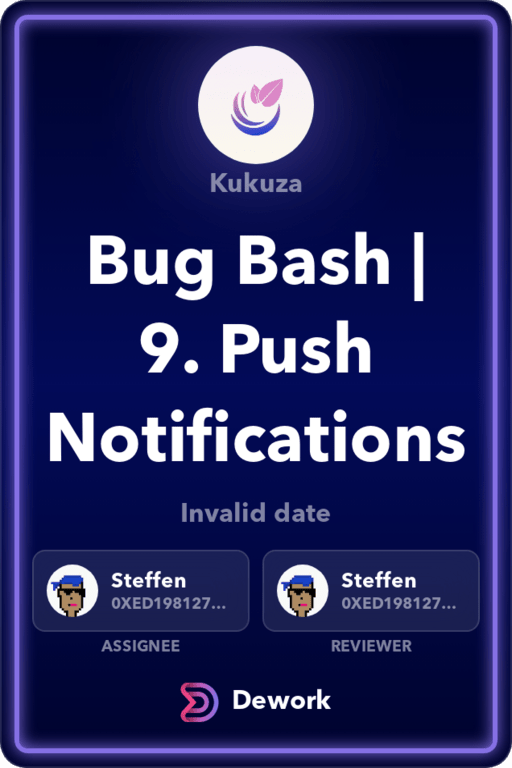 Kukuza
Bug Bash |
9. Push
Notifications
Invalid date
Steffen
0XED198127...
ASSIGNEE
Steffen
0XED198127...
REVIEWER
Dework